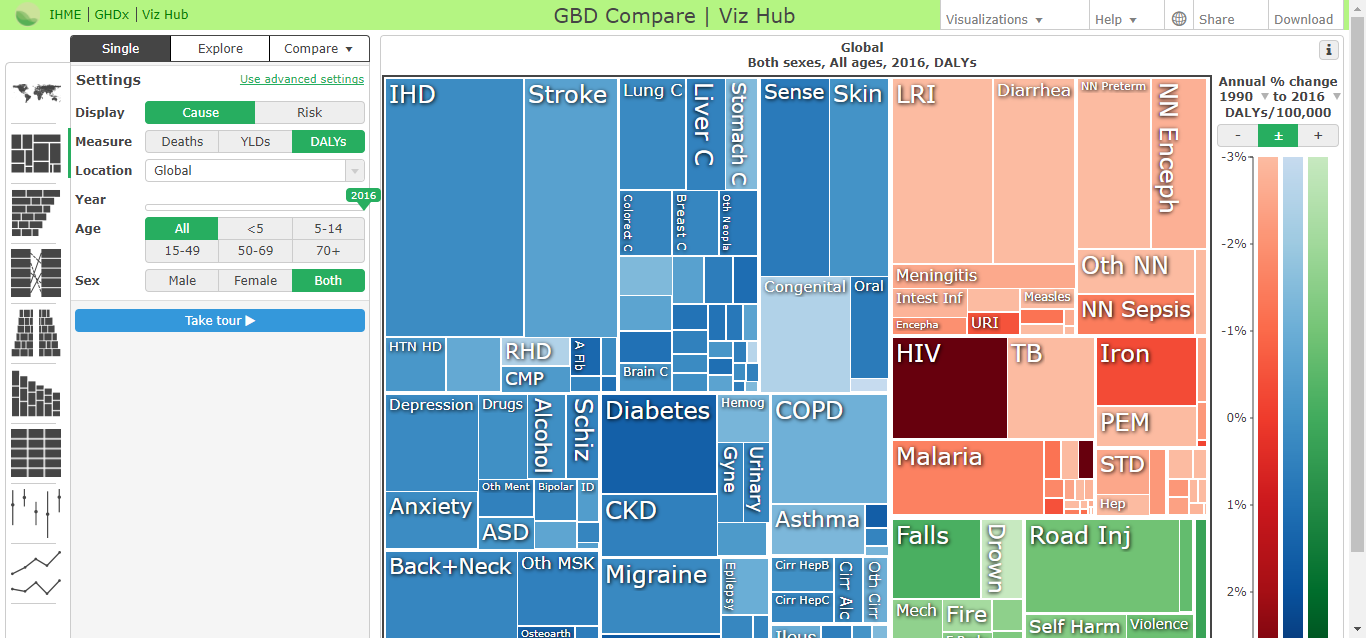 IHME | GHDx | Viz Hub
GBD Compare | Viz Hub
Visualizations
Help
Share
Download
Single
Explore
Compare
Settings
Use advanced settings
Display
Cause
Risk
Measure
Deaths
YLDs
DALYs
Location
Global
Year
2016
Age
All
<5
5-14
15-49
50-69
70+
Sex
Male
Female
Both
Take tour
Global
Both sexes, All ages, 2016, DALYs
i
IHD
Stroke
Lung C
Liver C
Stomach C
Colorect C
Breast C
Oth Neopla
Brain C
HTN HD
RHD
CMP
A Fib
Sense
Skin
Congenital
Oral
Depression
Drugs
Alcohol
Schiz
Anxiety
Oth Ment
Bipolar
ID
ASD
Back+Neck
Oth MSK
Osteoarth
Diabetes
Hemog
Gyne
Urinary
CKD
Migraine
Epilepsy
COPD
Asthma
Cirr HepB
Cirr HepC
Cirr Alc
Oth Cirr
Ileus
LRI
Diarrhea
Meningitis
Intest Inf
Encepha
URI
Measles
NN Preterm
NN Enceph
Oth NN
NN Sepsis
HIV
TB
Malaria
Iron
PEM
STD
Hep
Falls
Drown
Road Inj
Mech
Fire
Self Harm
Violence
Annual % change
1990 to 2016
DALYs/100,000
-
±
+
-3%
-2%
-1%
0%
1%
2%